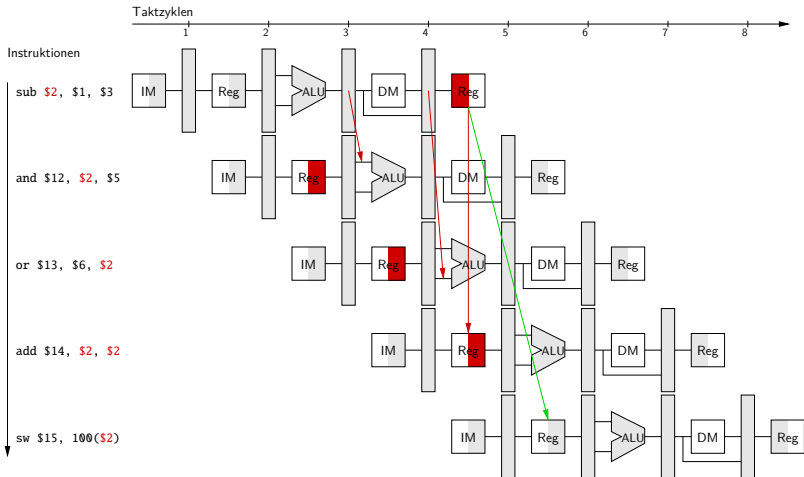 Taktzyklen
1 2 3 4 5 6 7 8
Instruktionen
sub $2, $1, $3
IM Reg ALU DM Reg
and $12, $2, $5
IM Reg ALU DM Reg
or $13, $6, $2
IM Reg ALU DM Reg
add $14, $2, $2
IM Reg ALU DM Reg
sw $15, 100($2)
IM Reg ALU DM Reg